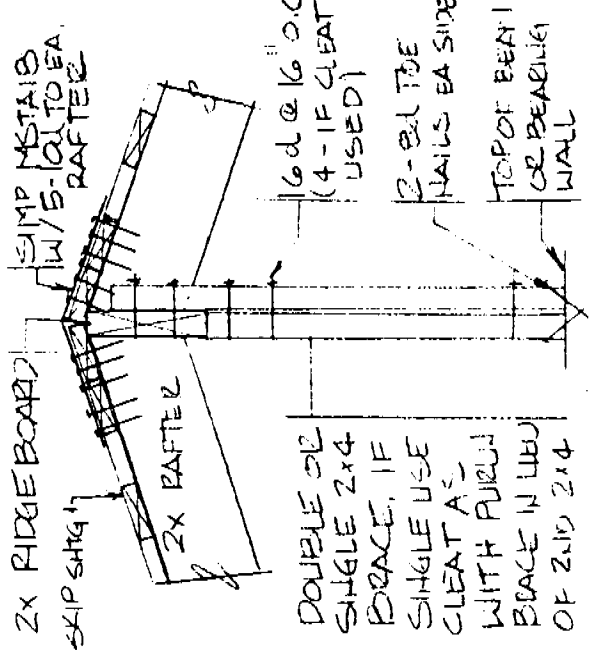 2x RIDGE BOARD
SIMP MSTA18
W/5-10d TO EA.
RAFTER
SKIP SHTG
2x RAFTER
16d @ 16" O.C
(4-IF CLEAT
USED)
2-8d TOE
NAILS EA SIDE
TOP OF BEAM
OR BEARING
WALL
DOUBLE OR
SINGLE 2x4
BRACE, IF
SINGLE USE
CLEAT AS
WITH PURLIN
BRACE IN LIEU
OF 2ND 2x4